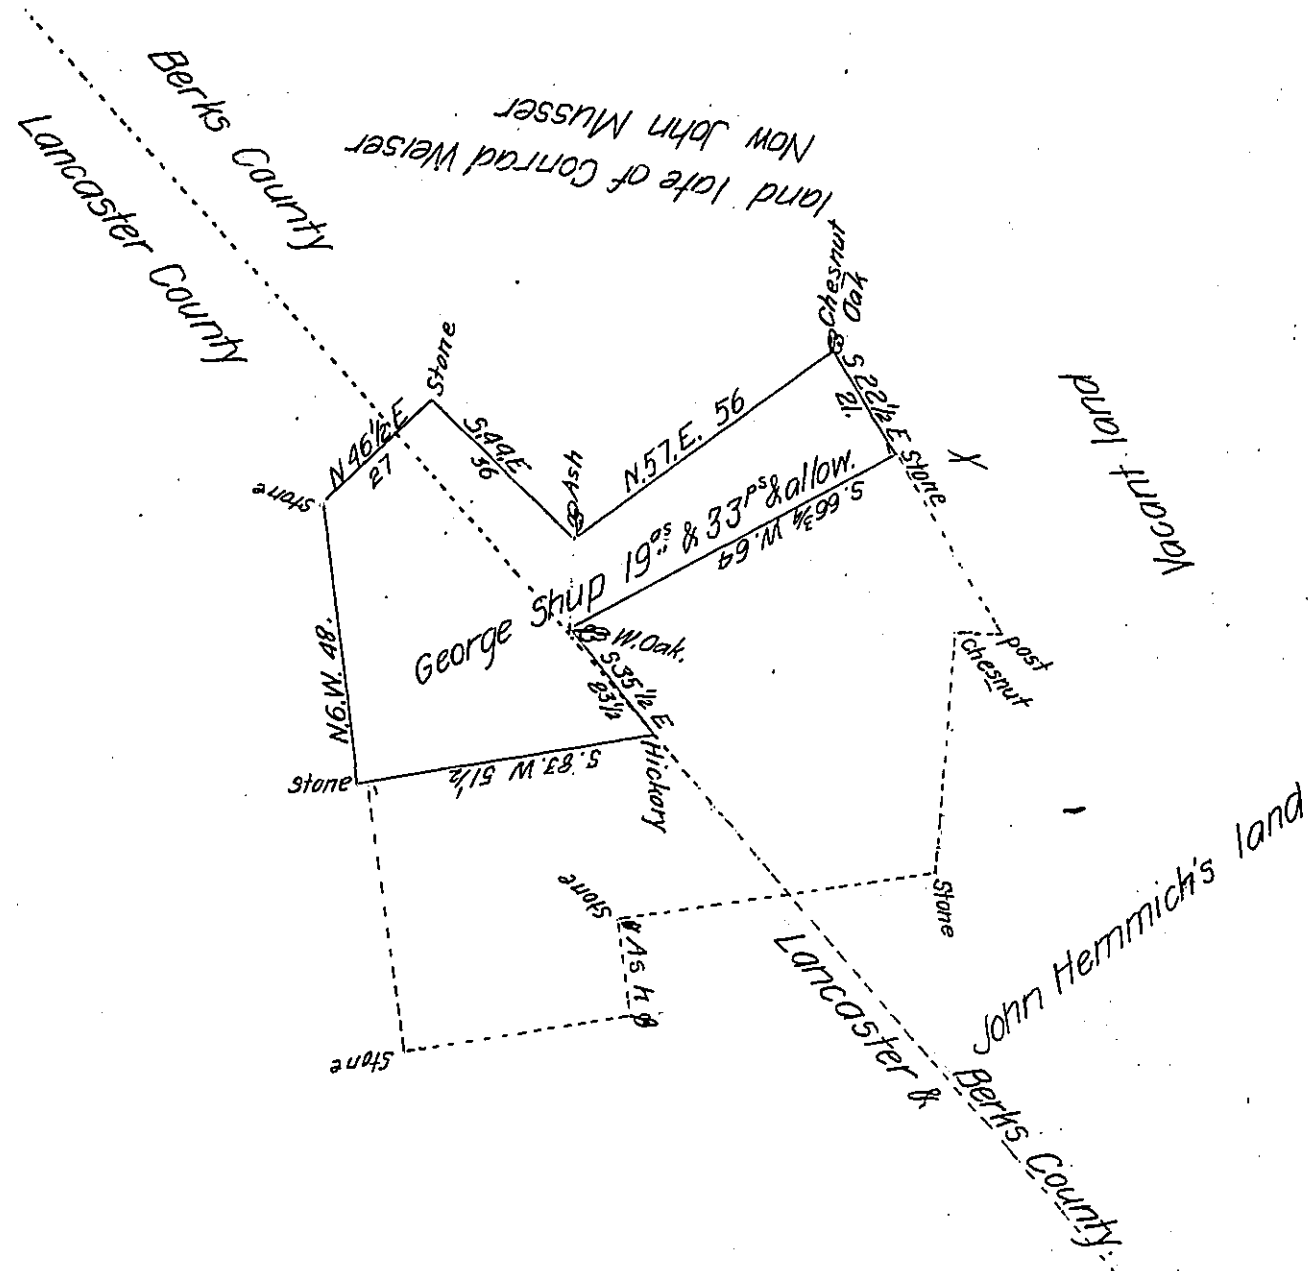 Berks County
Lancaster County
land late of Conrad Weiser
Now John Musser
Chesnut
Oak
Stone
N 46½ E
27
S.44.E
36
Stone
Ash
N.57.E. 56
S 22½ E
21.
Stone
X
Vacant land
S. 66¾ W. 64
George Shup 19as & 33ps & allow.
W.Oak.
S 35½ E
23½
post
chesnut
N.6.W. 48.
Stone
S. 83. W 51½
Hickory
Stone
Ash
Stone
Stone
Lancaster &
Berks County
John Hemmich's land